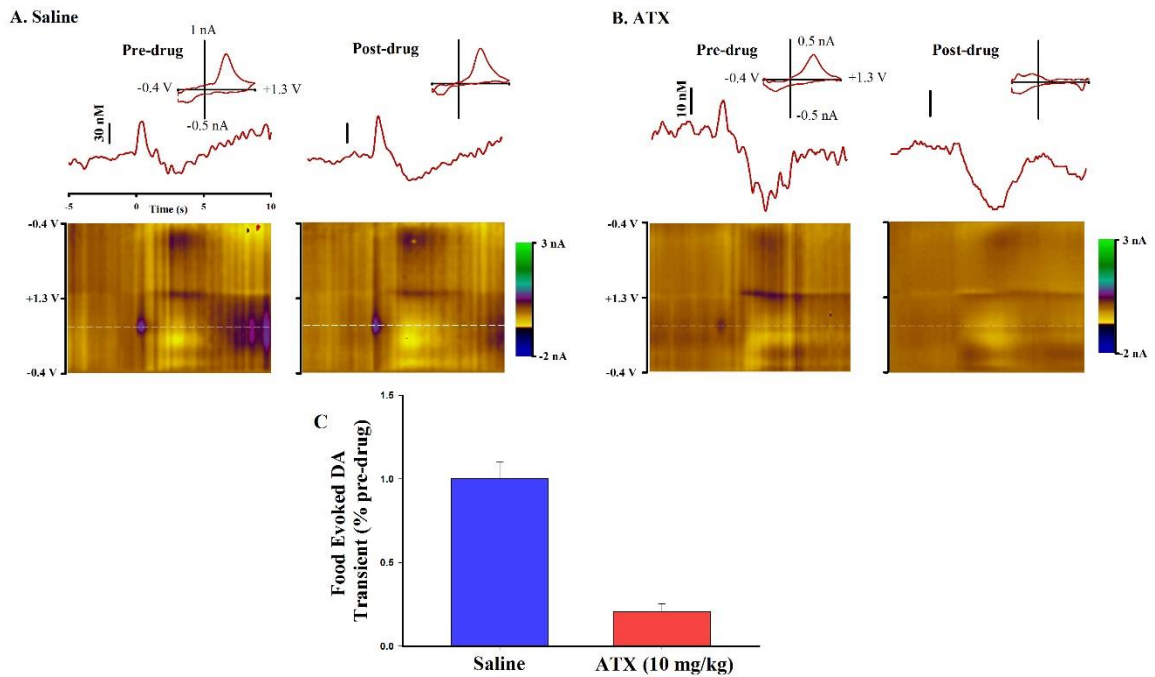 A. Saline
B. ATX
1 nA
Pre-drug
-0.4 V
+1.3 V
-0.5 nA
30 nM
Post-drug
0.5 nA
Pre-drug
-0.4 V
+1.3 V
-0.5 nA
10 nM
Post-drug
-5
0
Time (s)
5
10
-0.4 V
+1.3 V
-0.4 V
3 nA
-2 nA
-0.4 V
+1.3 V
-0.4 V
3 nA
-2 nA
C
Food Evoked DA
Transient (% pre-drug)
1.5
1.0
0.5
0.0
Saline
ATX (10 mg/kg)